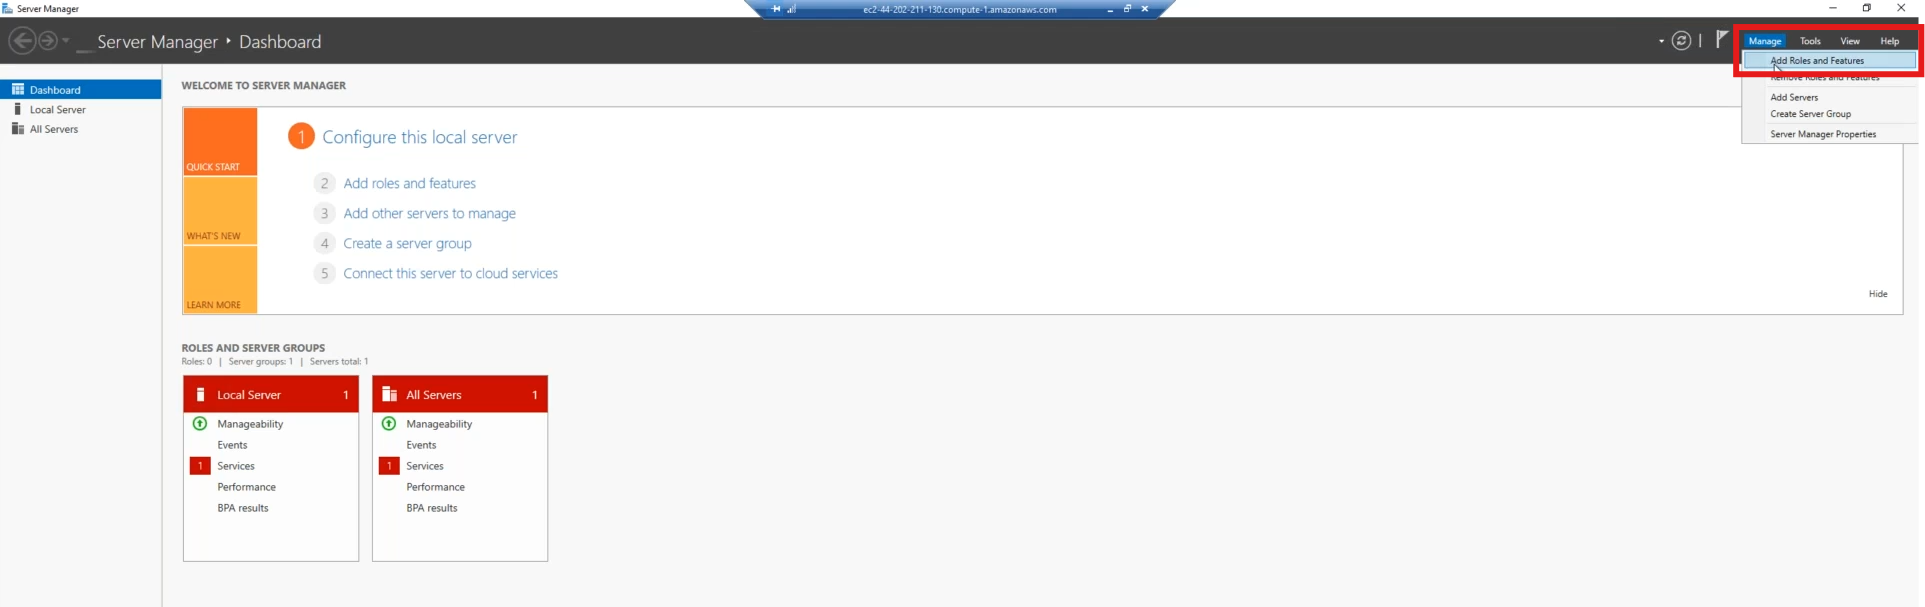 Server Manager
ec2-44-202-211-130.compute-1.amazonaws.com
Server Manager ‣ Dashboard
Manage Tools View Help
Add Roles and Features
Remove Roles and Features
Add Servers
Create Server Group
Server Manager Properties
Dashboard
Local Server
All Servers
WELCOME TO SERVER MANAGER
QUICK START
WHAT'S NEW
LEARN MORE
1 Configure this local server
2 Add roles and features
3 Add other servers to manage
4 Create a server group
5 Connect this server to cloud services
Hide
ROLES AND SERVER GROUPS
Roles: 0 | Server groups: 1 | Servers total: 1
Local Server 1
Manageability
Events
1 Services
Performance
BPA results
All Servers 1
Manageability
Events
1 Services
Performance
BPA results